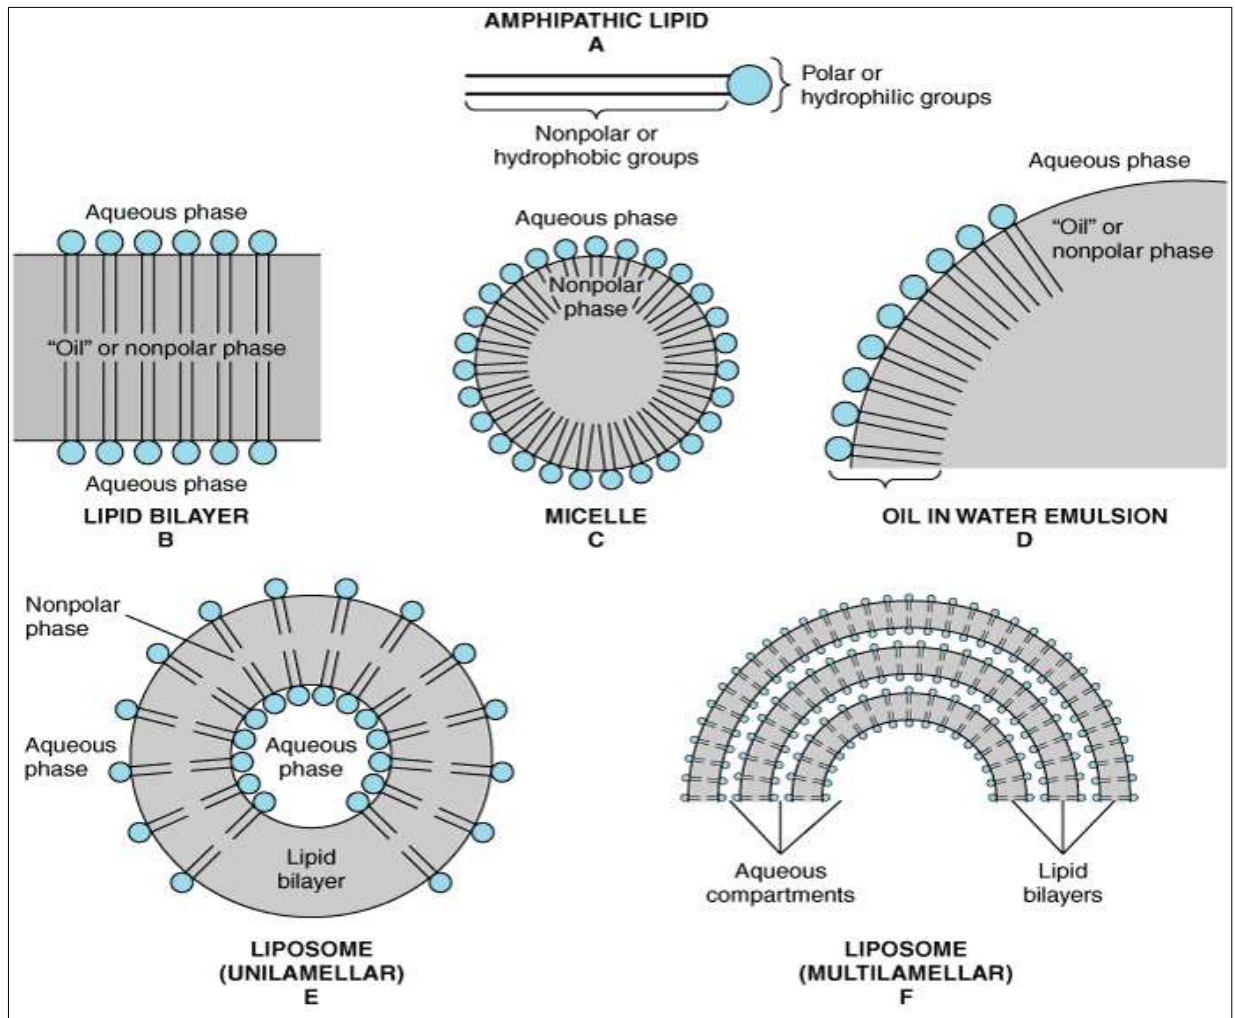 AMPHIPATHIC LIPID
A
Polar or
hydrophilic groups
Nonpolar or
hydrophobic groups
Aqueous phase
"Oil" or nonpolar phase
Aqueous phase
LIPID BILAYER
B
Aqueous phase
Nonpolar
phase
MICELLE
C
Aqueous phase
“Oil” or
nonpolar phase
OIL IN WATER EMULSION
D
Nonpolar
phase
Aqueous
phase
Aqueous
phase
Lipid
bilayer
LIPOSOME
(UNILAMELLAR)
E
Aqueous
compartments
Lipid
bilayers
LIPOSOME
(MULTILAMELLAR)
F